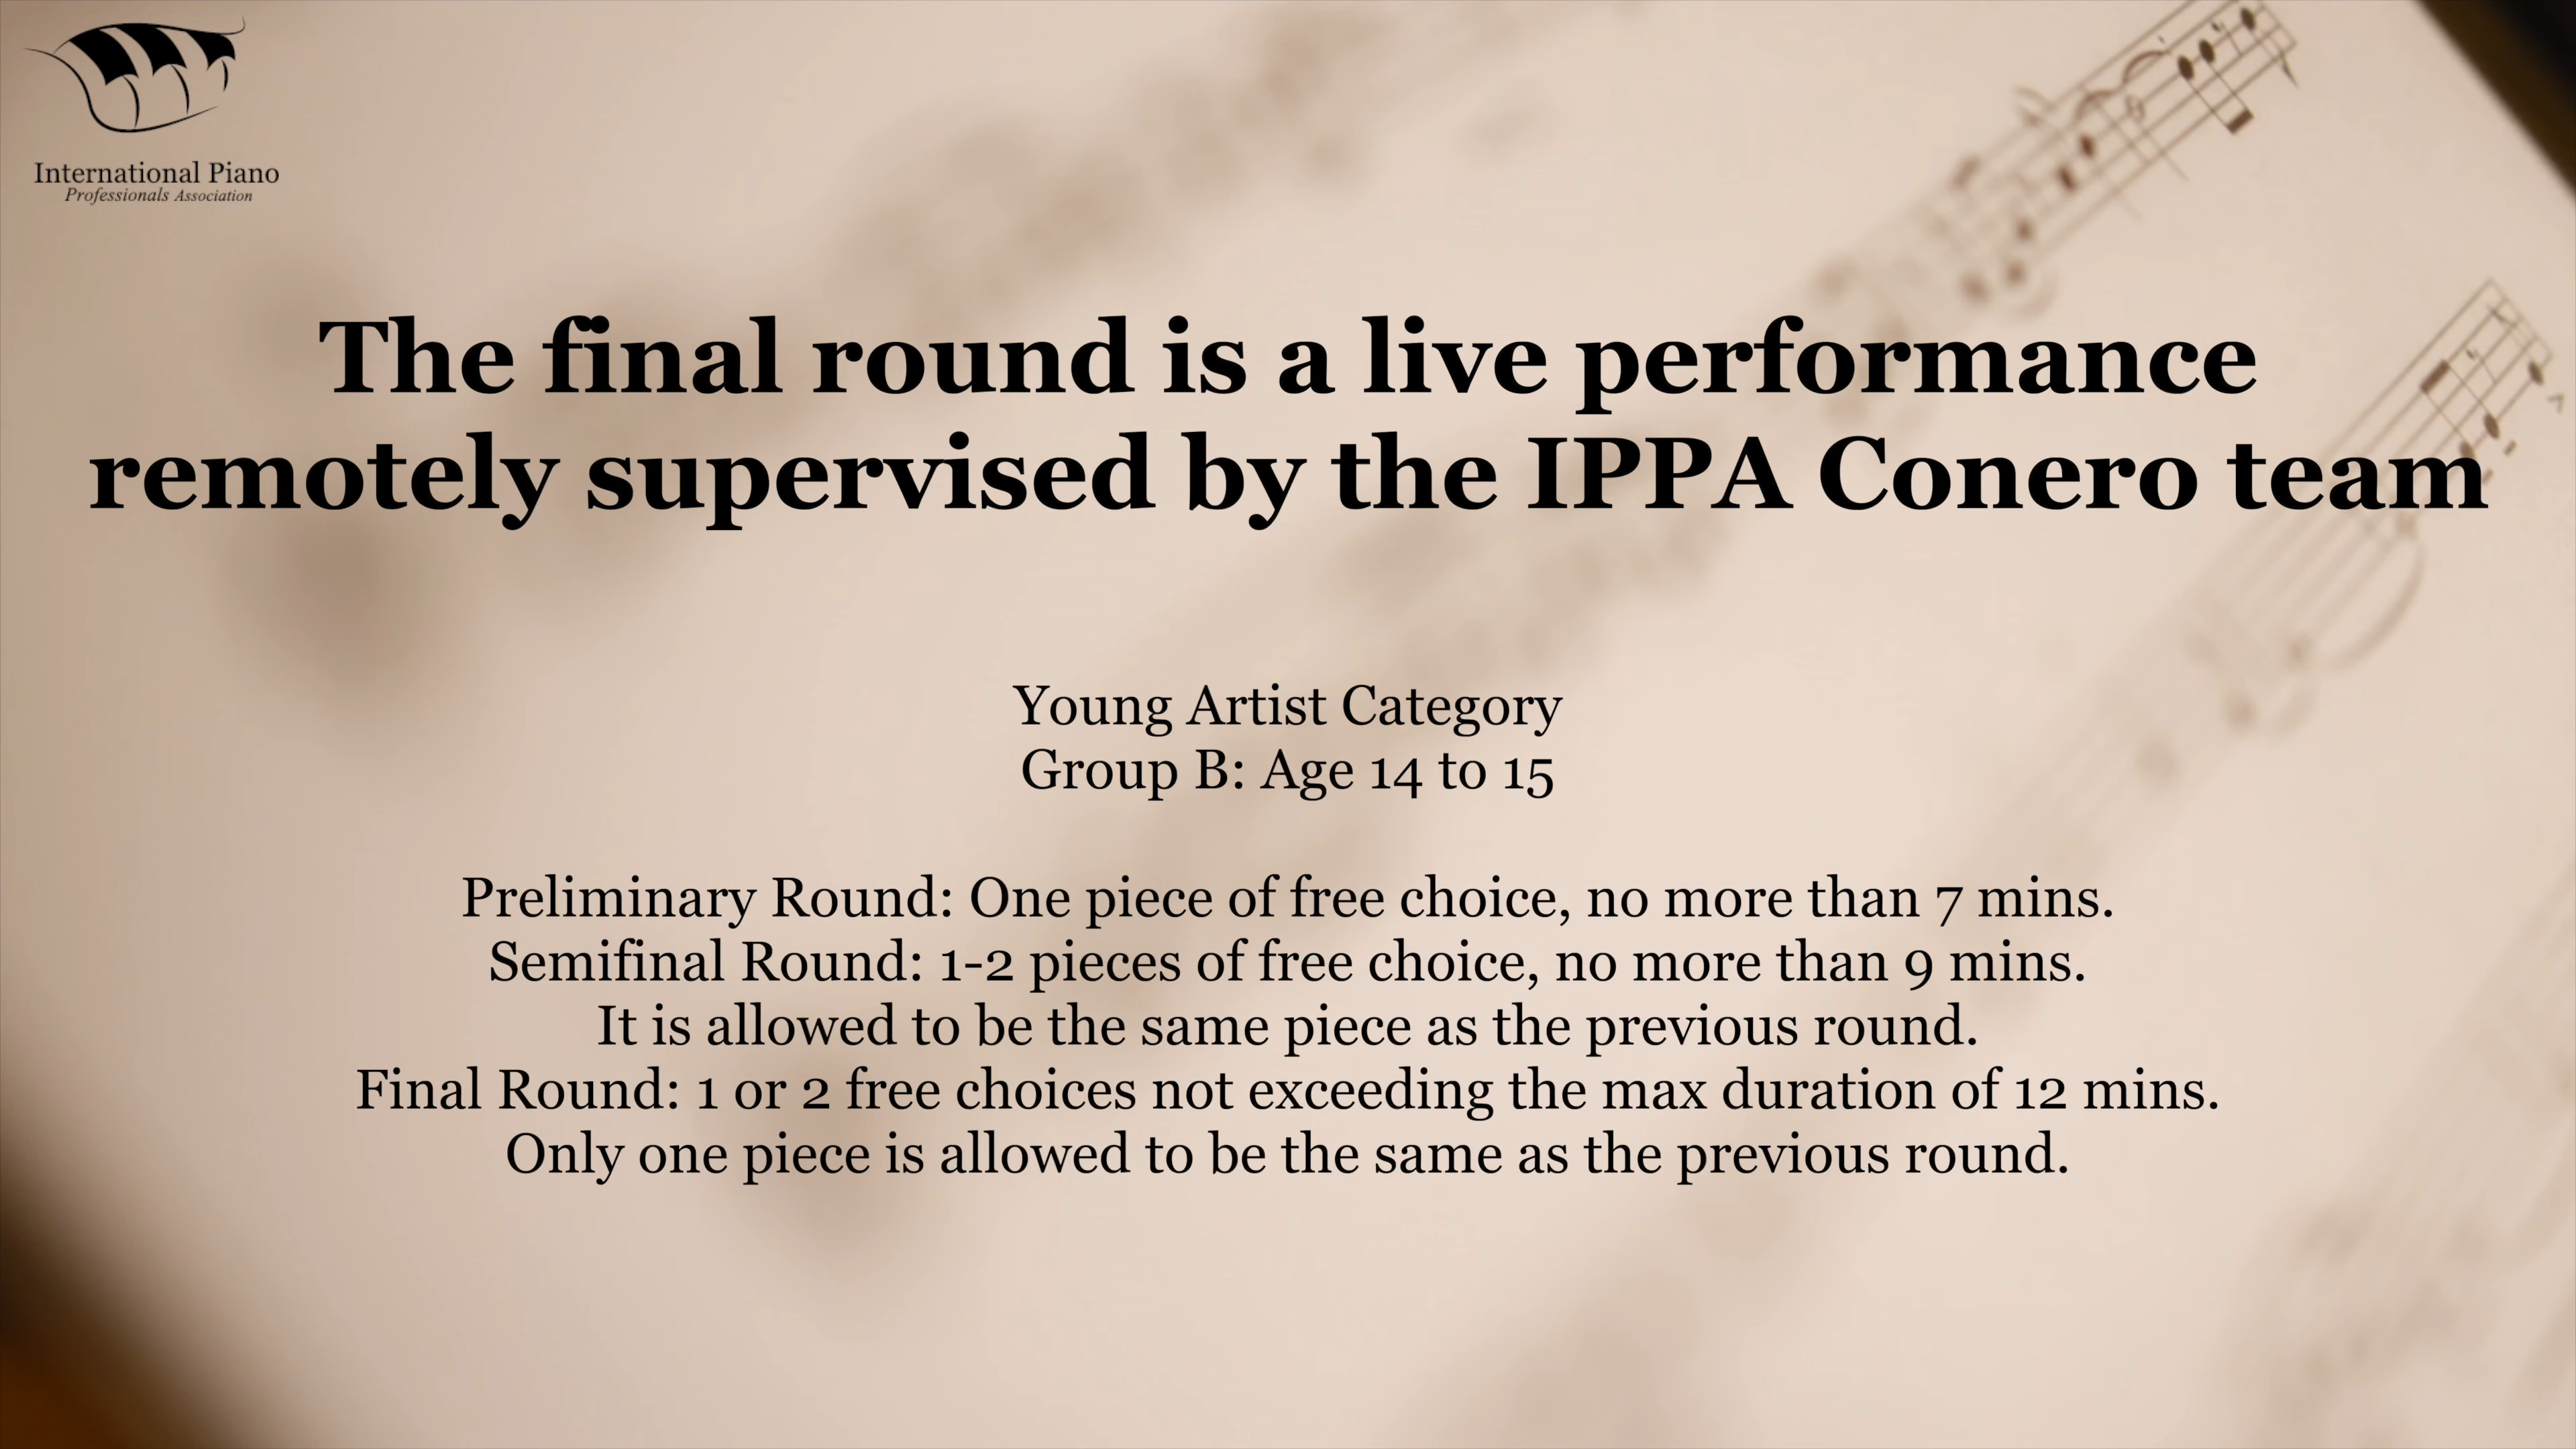 International Piano
Professionals Association
The final round is a live performance
remotely supervised by the IPPA Conero team
Young Artist Category
Group B: Age 14 to 15
Preliminary Round: One piece of free choice, no more than 7 mins.
Semifinal Round: 1-2 pieces of free choice, no more than 9 mins.
It is allowed to be the same piece as the previous round.
Final Round: 1 or 2 free choices not exceeding the max duration of 12 mins.
Only one piece is allowed to be the same as the previous round.